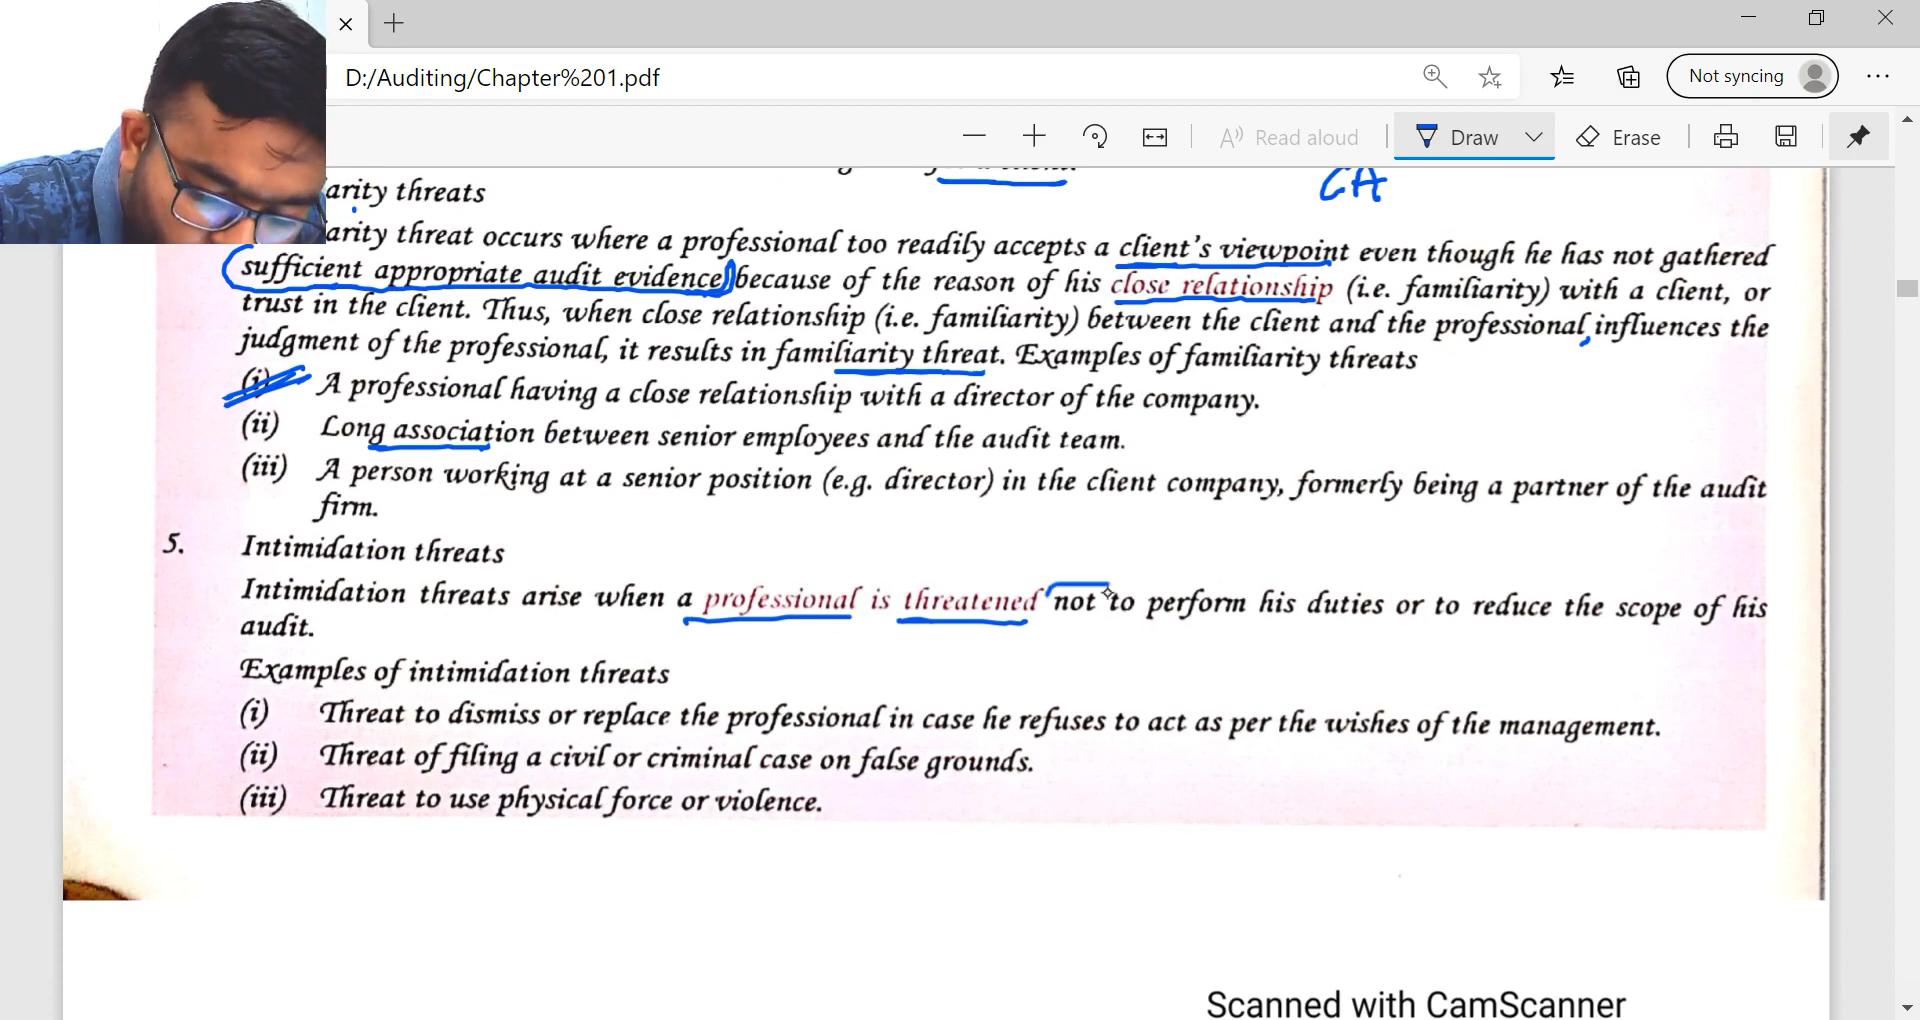 D:/Auditing/Chapter%201.pdf
Not syncing
Read aloud
Draw
Erase
CA
arity threats
arity threat occurs where a professional too readily accepts a client's viewpoint even though he has not gathered
sufficient appropriate audit evidence because of the reason of his close relationship (i.e. familiarity) with a client, or
trust in the client. Thus, when close relationship (i.e. familiarity) between the client and the professional, influences the
judgment of the professional, it results in familiarity threat. Examples of familiarity threats
(i) A professional having a close relationship with a director of the company.
(ii) Long association between senior employees and the audit team.
(iii) A person working at a senior position (e.g. director) in the client company, formerly being a partner of the audit
firm.
5. Intimidation threats
Intimidation threats arise when a professional is threatened not to perform his duties or to reduce the scope of his
audit.
Examples of intimidation threats
(i) Threat to dismiss or replace the professional in case he refuses to act as per the wishes of the management.
(ii) Threat of filing a civil or criminal case on false grounds.
(iii) Threat to use physical force or violence.
Scanned with CamScanner